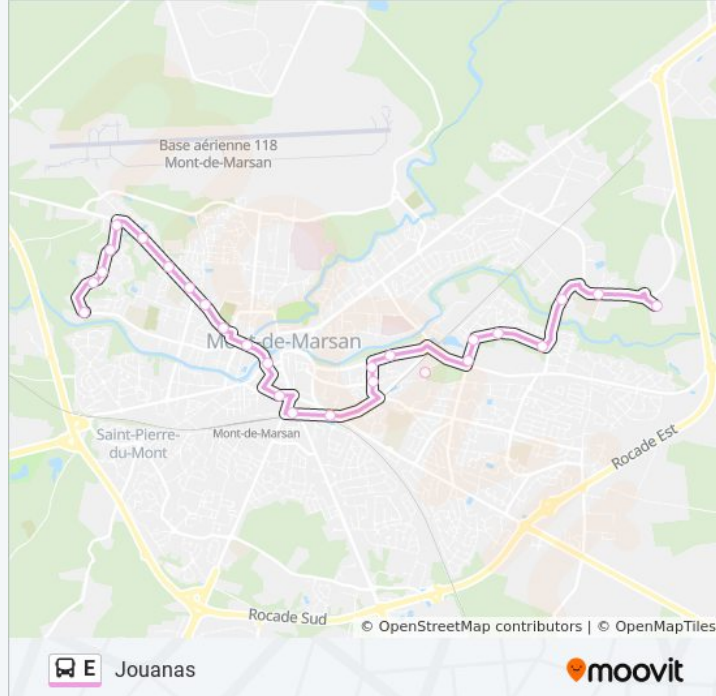 Base aérienne 118
Mont-de-Marsan
Mont-de-Marsan
Saint-Pierre-
du-Mont
Mont-de-Marsan
Rocade Est
Rocade Sud
© OpenStreetMap contributors | © OpenMapTiles
E Jouanas
moovit